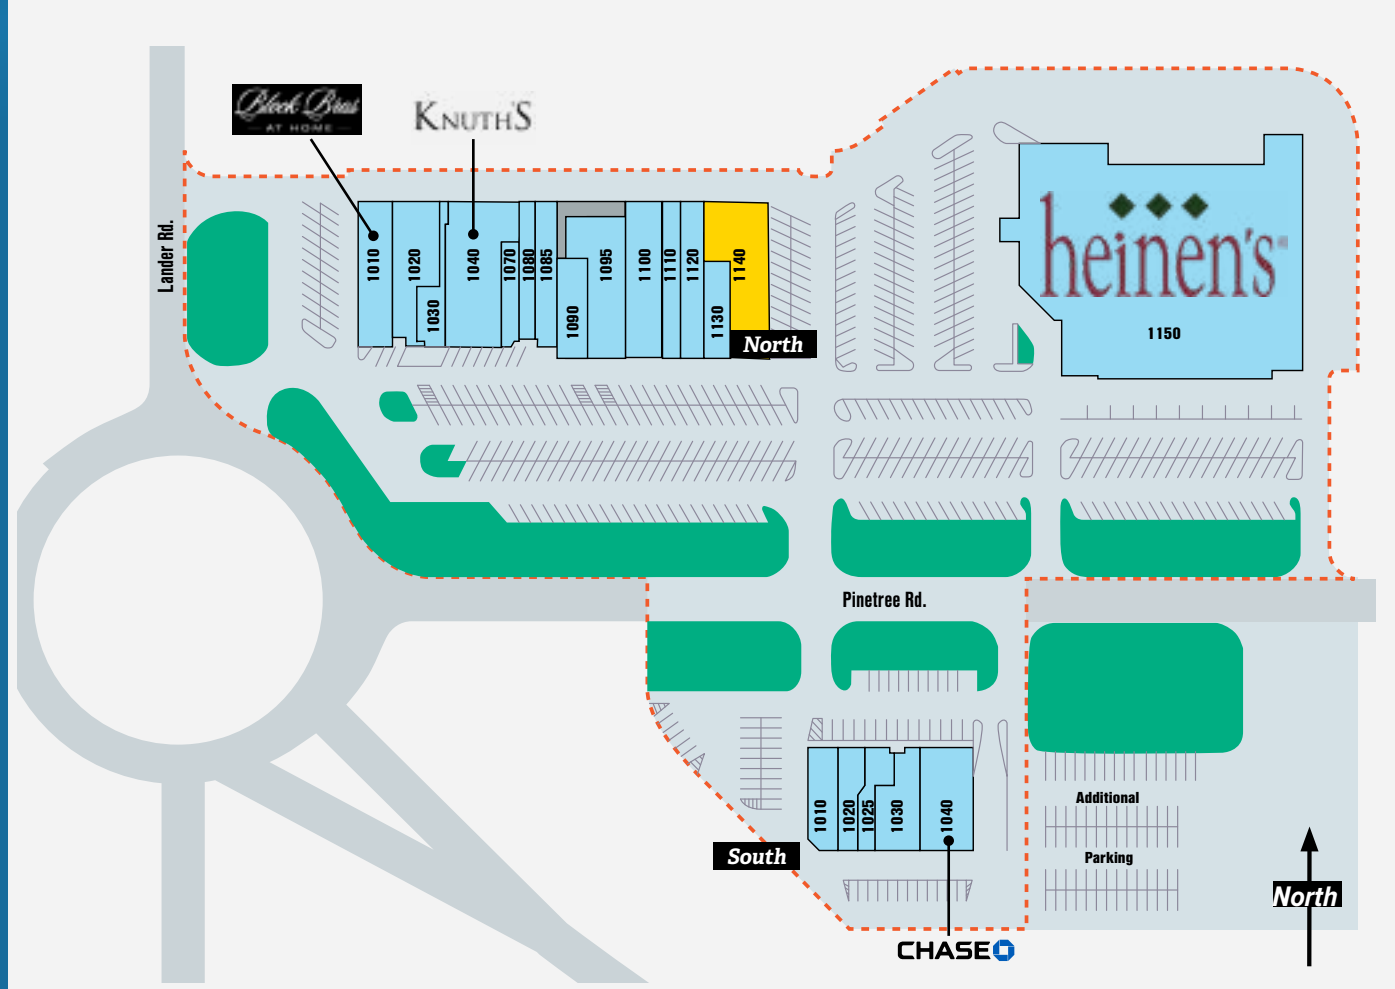 Block Bros
AT HOME
KNUTH'S
Lander Rd.
1010
1020
1030
1040
1070
1080
1085
1090
1095
1100
1110
1120
1130
1140
North
heinen's
1150
Pinetree Rd.
1010
1020
1025
1030
1040
South
CHASE
Additional
Parking
North